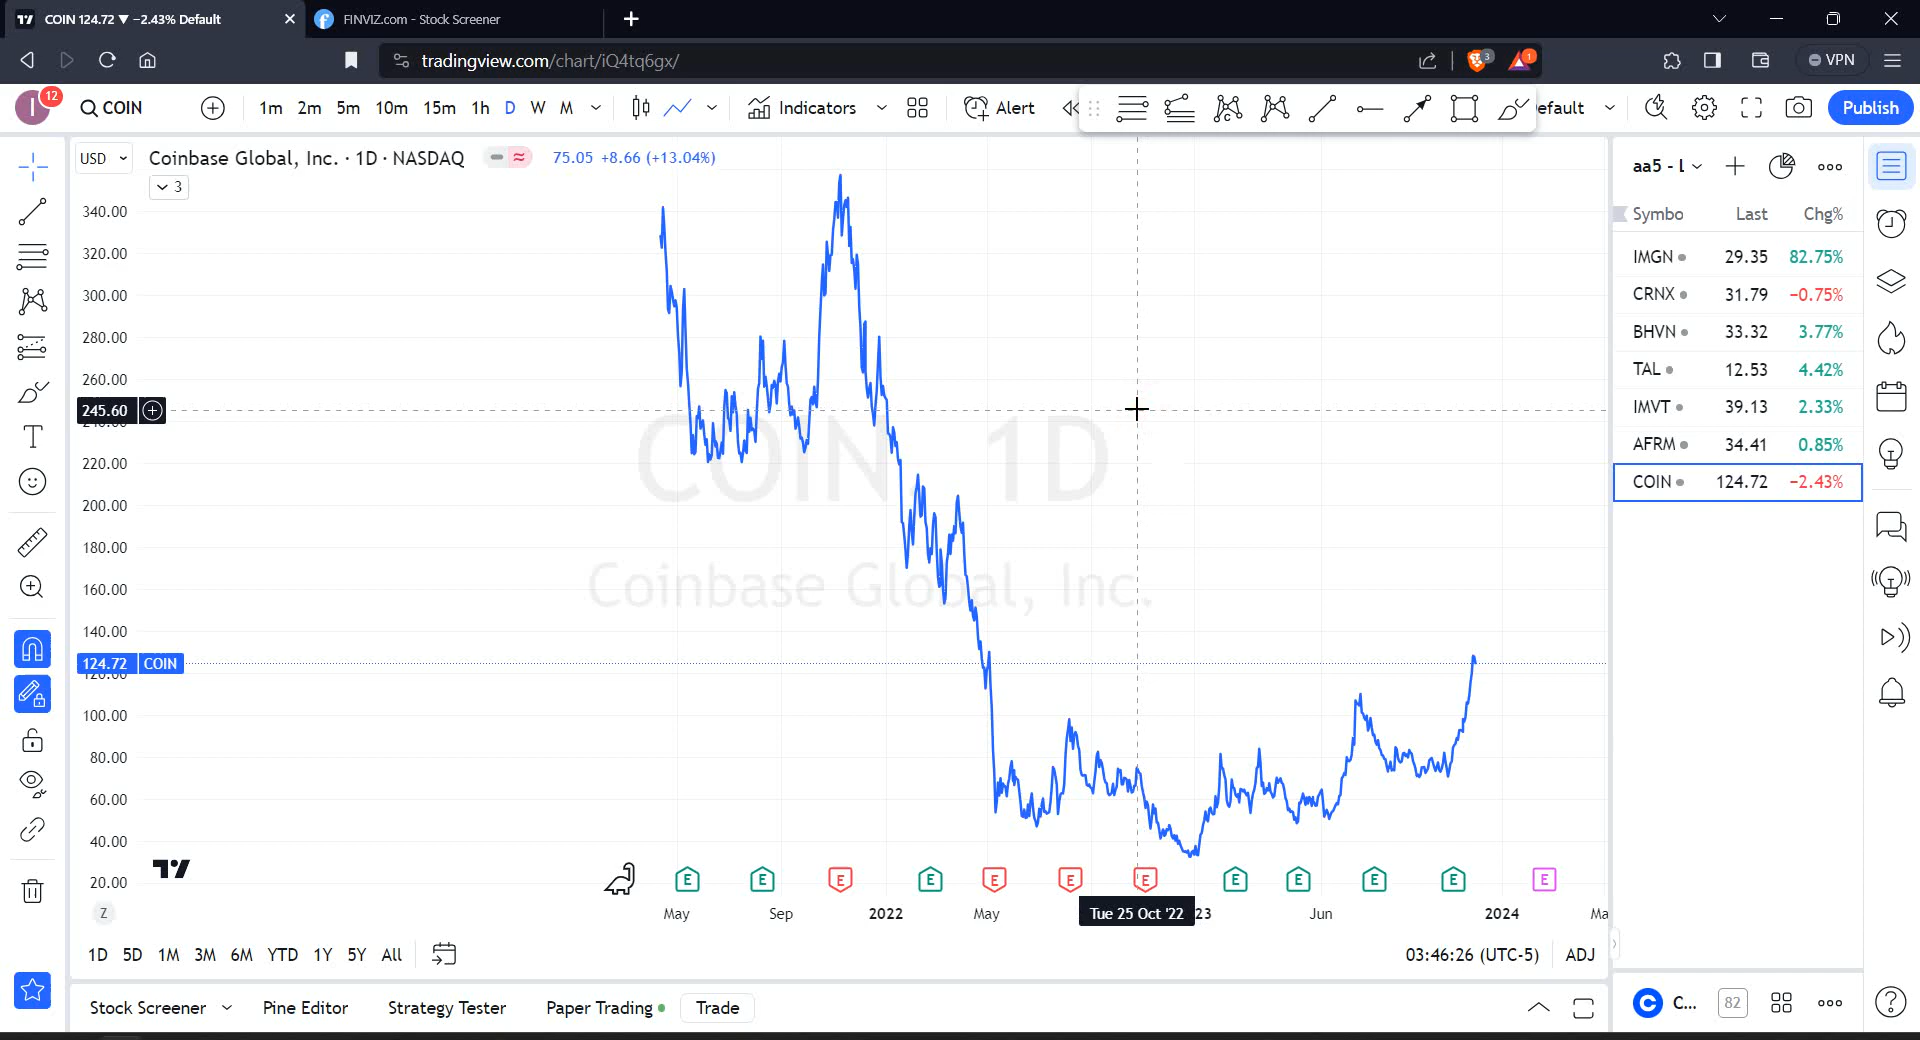 COIN 124.72 ▼ −2.43% Default
FINVIZ.com - Stock Screener
tradingview.com/chart/iQ4tq6gx/
3
1
VPN
I
12
COIN
1m 2m 5m 10m 15m 1h D W M
Indicators
Alert
efault
Publish
USD
Coinbase Global, Inc. · 1D · NASDAQ
75.05 +8.66 (+13.04%)
3
340.00
320.00
300.00
280.00
260.00
245.60
240.00
220.00
200.00
180.00
160.00
140.00
124.72 COIN
120.00
100.00
80.00
60.00
40.00
20.00
COIN, 1D
Coinbase Global, Inc.
E E E E E E E E E E E E
Z
May Sep 2022 May Tue 25 Oct '22 23 Jun 2024 Ma
1D 5D 1M 3M 6M YTD 1Y 5Y All
03:46:26 (UTC-5) ADJ
Stock Screener Pine Editor Strategy Tester Paper Trading Trade
aa5 - L
Symbo Last Chg%
IMGN 29.35 82.75%
CRNX 31.79 −0.75%
BHVN 33.32 3.77%
TAL 12.53 4.42%
IMVT 39.13 2.33%
AFRM 34.41 0.85%
COIN 124.72 −2.43%
C... 82